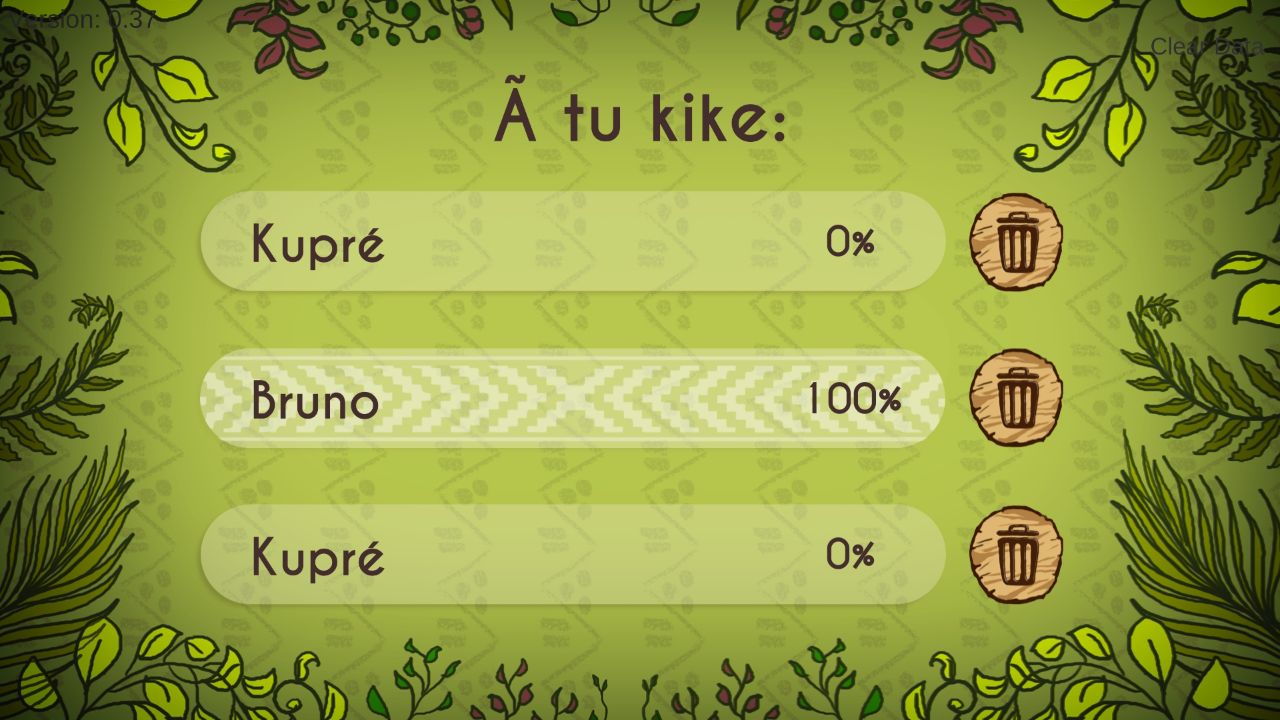 Version: 0.37
Clear Data
Ã tu kike:
Kupré 0%
Bruno 100%
Kupré 0%